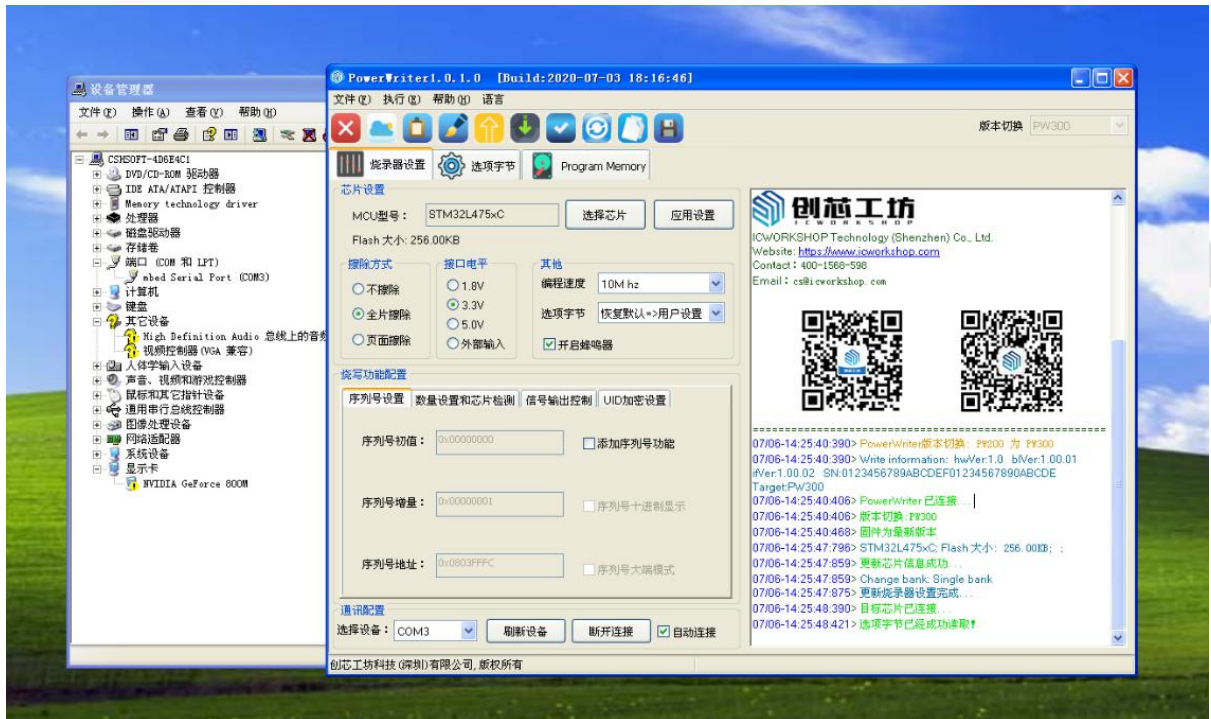 设备管理器
文件(F) 操作(A) 查看(V) 帮助(H)
CSHSOFT-4D6E4C1
DVD/CD-ROM 驱动器
IDE ATA/ATAPI 控制器
Memory technology driver
处理器
磁盘驱动器
存储卷
端口 (COM 和 LPT)
mbed Serial Port (COM3)
计算机
键盘
其它设备
High Definition Audio 总线上的音频
视频控制器(VGA 兼容)
人体学输入设备
声音、视频和游戏控制器
鼠标和其它指针设备
通用串行总线控制器
图像处理设备
网络适配器
系统设备
显示卡
NVIDIA GeForce 800M
PowerWriter1.0.1.0 [Build:2020-07-03 18:16:46]
文件(F) 执行(E) 帮助(H) 语言
版本切换 PW300
烧录器设置 选项字节 Program Memory
芯片设置
MCU型号： STM32L475xC 选择芯片 应用设置
Flash 大小: 256.00KB
擦除方式 接口电平 其他
不擦除 1.8V 编程速度 10M hz
全片擦除 3.3V 选项字节 恢复默认=>用户设置
5.0V
页面擦除 外部输入 开启蜂鸣器
烧写功能配置
序列号设置 数量设置和芯片检测 信号输出控制 UID加密设置
序列号初值： 0x00000000 添加序列号功能
序列号增量： 0x00000001 序列号十进制显示
序列号地址： 0x0803FFFC 序列号大端模式
通讯配置
选择设备： COM3 刷新设备 断开连接 自动连接
创芯工坊科技(深圳)有限公司, 版权所有
创芯工坊
ICWORKSHOP
ICWORKSHOP Technology (Shenzhen) Co., Ltd.
Website: https://www.icworkshop.com
Contact：400-1568-598
Email：cs@icworkshop.com
======================================================
07/06-14:25:40:390> PowerWriter版本切换： PW200 为 PW300
07/06-14:25:40:390> Write information: hwVer:1.0 blVer:1.00.01
ifVer:1.00.02 SN:0123456789ABCDEF01234567890ABCDE
Target:PW300
07/06-14:25:40:406> PowerWriter 已连接...
07/06-14:25:40:406> 版本切换:PW300
07/06-14:25:40:468> 固件为最新版本
07/06-14:25:47:796> STM32L475xC; Flash 大小: 256.00KB; ;
07/06-14:25:47:859> 更新芯片信息成功...
07/06-14:25:47:859> Change bank: Single bank
07/06-14:25:47:875> 更新烧录器设置完成...
07/06-14:25:48:390> 目标芯片已连接...
07/06-14:25:48:421> 选项字节已经成功读取!